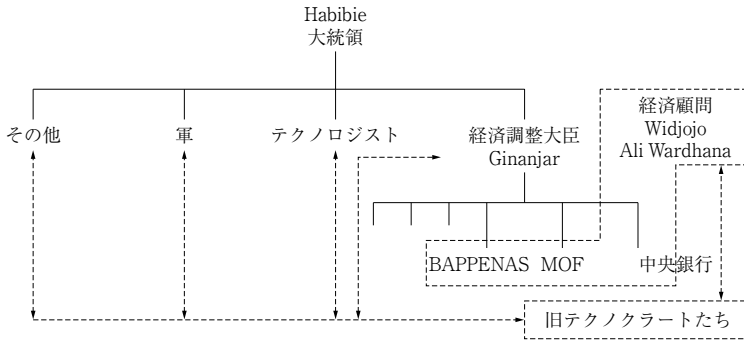 Habibie
大統領
その他
軍
テクノロジスト
経済調整大臣
Ginanjar
経済顧問
Widjojo
Ali Wardhana
BAPPENAS MOF 中央銀行
旧テクノクラートたち